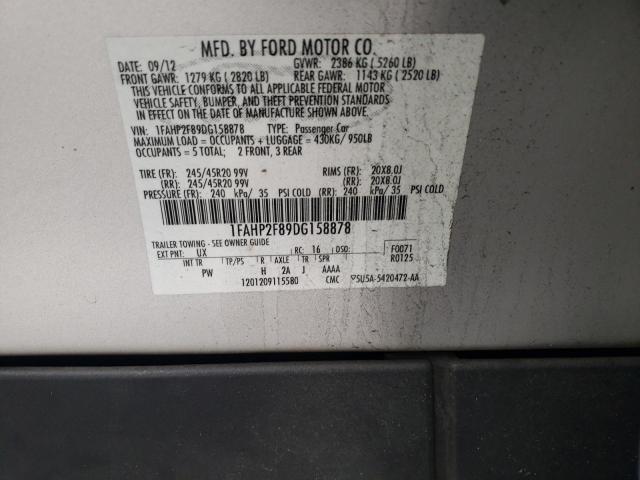 MFD. BY FORD MOTOR CO.
DATE: 09/12 GVWR: 2386 KG ( 5260 LB)
FRONT GAWR: 1279 KG ( 2820 LB) REAR GAWR: 1143 KG ( 2520 LB)
THIS VEHICLE CONFORMS TO ALL APPLICABLE FEDERAL MOTOR
VEHICLE SAFETY, BUMPER, AND THEFT PREVENTION STANDARDS
IN EFFECT ON THE DATE OF MANUFACTURE SHOWN ABOVE.
VIN: 1FAHP2F89DG158878 TYPE: Passenger Car
MAXIMUM LOAD = OCCUPANTS + LUGGAGE = 430KG/ 950LB
OCCUPANTS = 5 TOTAL; 2 FRONT, 3 REAR
TIRE (FR): 245/45R20 99V RIMS (FR): 20X8.0J
(RR): 245/45R20 99V (RR): 20X8.0J
PRESSURE (FR): 240 kPa/ 35 PSI COLD (RR): 240 kPa/ 35 PSI COLD
1FAHP2F89DG158878
TRAILER TOWING - SEE OWNER GUIDE
EXT PNT: UX RC: 16 DSO: F0071
INT TR TP/PS R AXLE TR SPR R0125
PW H 2A J AAAA
1201209115580 CMC 5U5A-5420472-AA